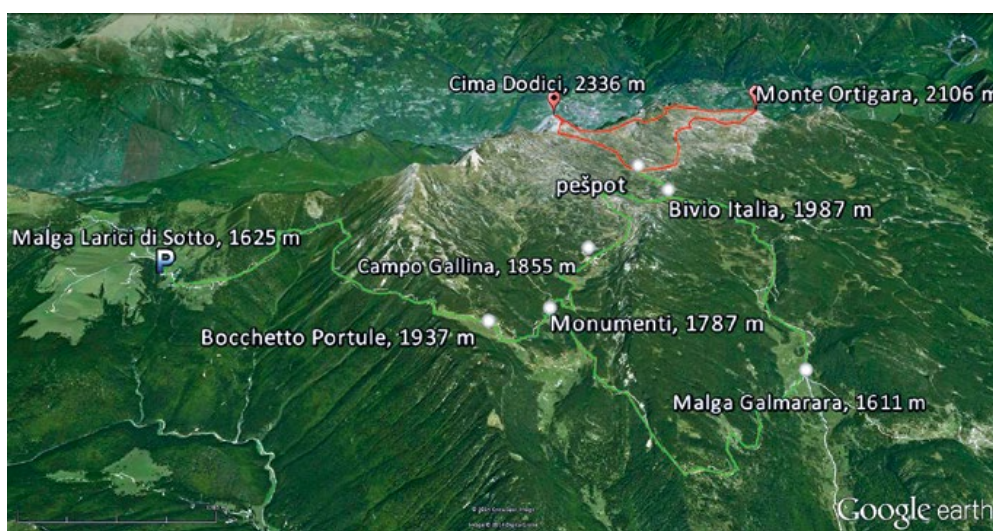 Cima Dodici, 2336 m
Monte Ortigara, 2106 m
pešpot
Bivio Italia, 1987 m
Malga Larici di Sotto, 1625 m
P
Campo Gallina, 1855 m
Bocchetto Portule, 1937 m
Monumenti, 1787 m
Malga Galmarara, 1611 m
Google earth